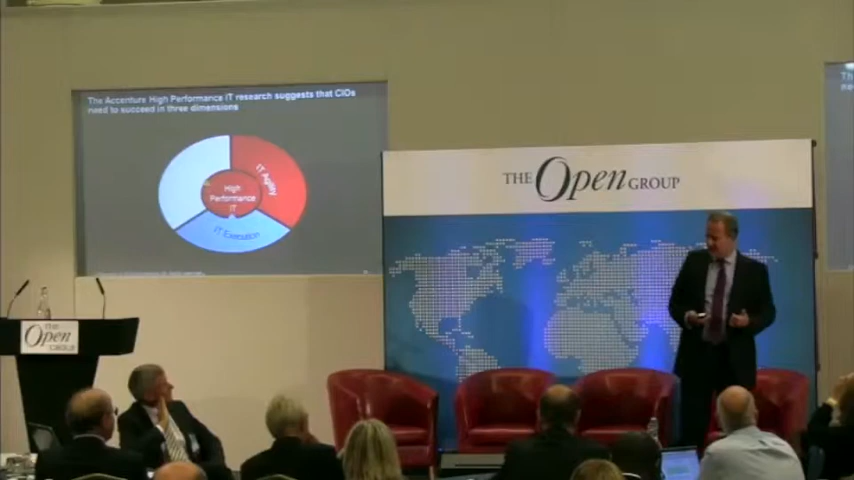 The Accenture High Performance IT research suggests that CIOs
need to succeed in three dimensions
IT Agility
High
Performance
IT
IT Execution
THE Open GROUP
THE
Open
GROUP